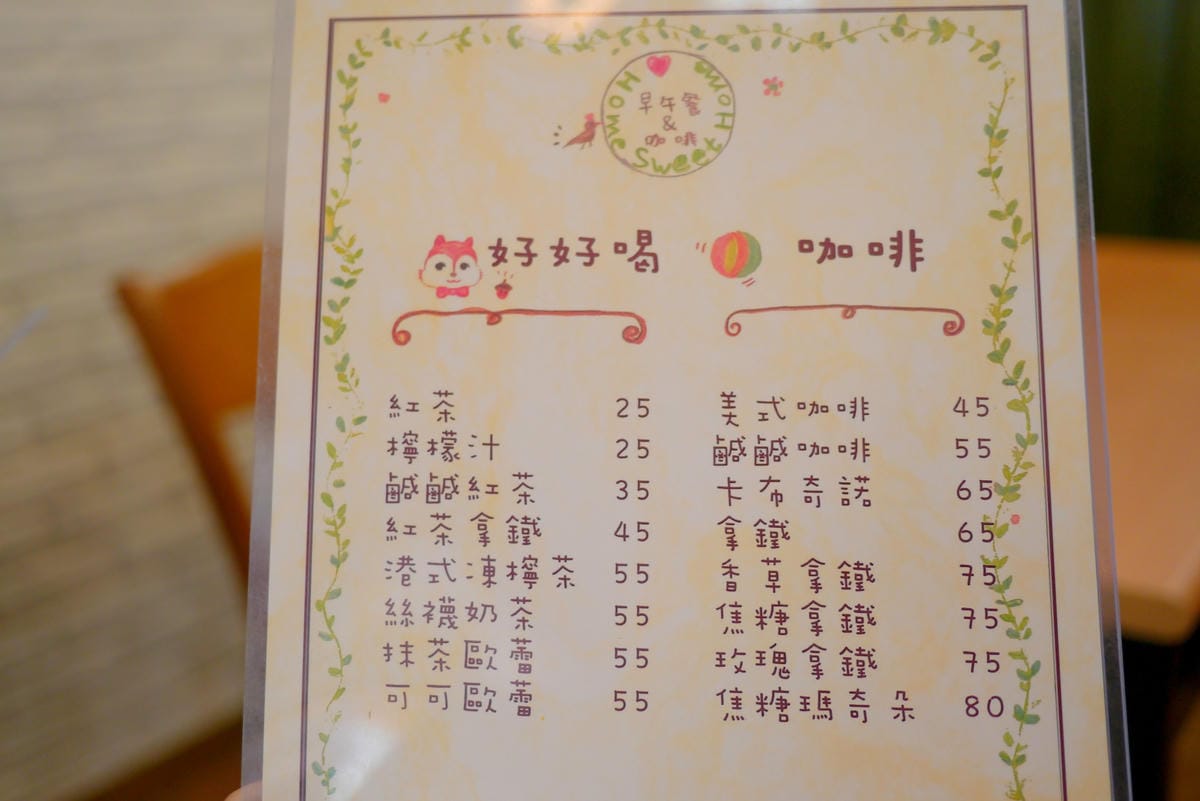 Home Sweet Home
早午餐
&
咖啡
好好喝
紅茶 25
檸檬汁 25
鹹鹹紅茶 35
紅茶拿鐵 45
港式凍檸茶 55
絲襪奶茶 55
抹茶歐蕾 55
可可歐蕾 55
咖啡
美式咖啡 45
鹹鹹咖啡 55
卡布奇諾 65
拿鐵 65
香草拿鐵 75
焦糖拿鐵 75
玫瑰拿鐵 75
焦糖瑪奇朵 80